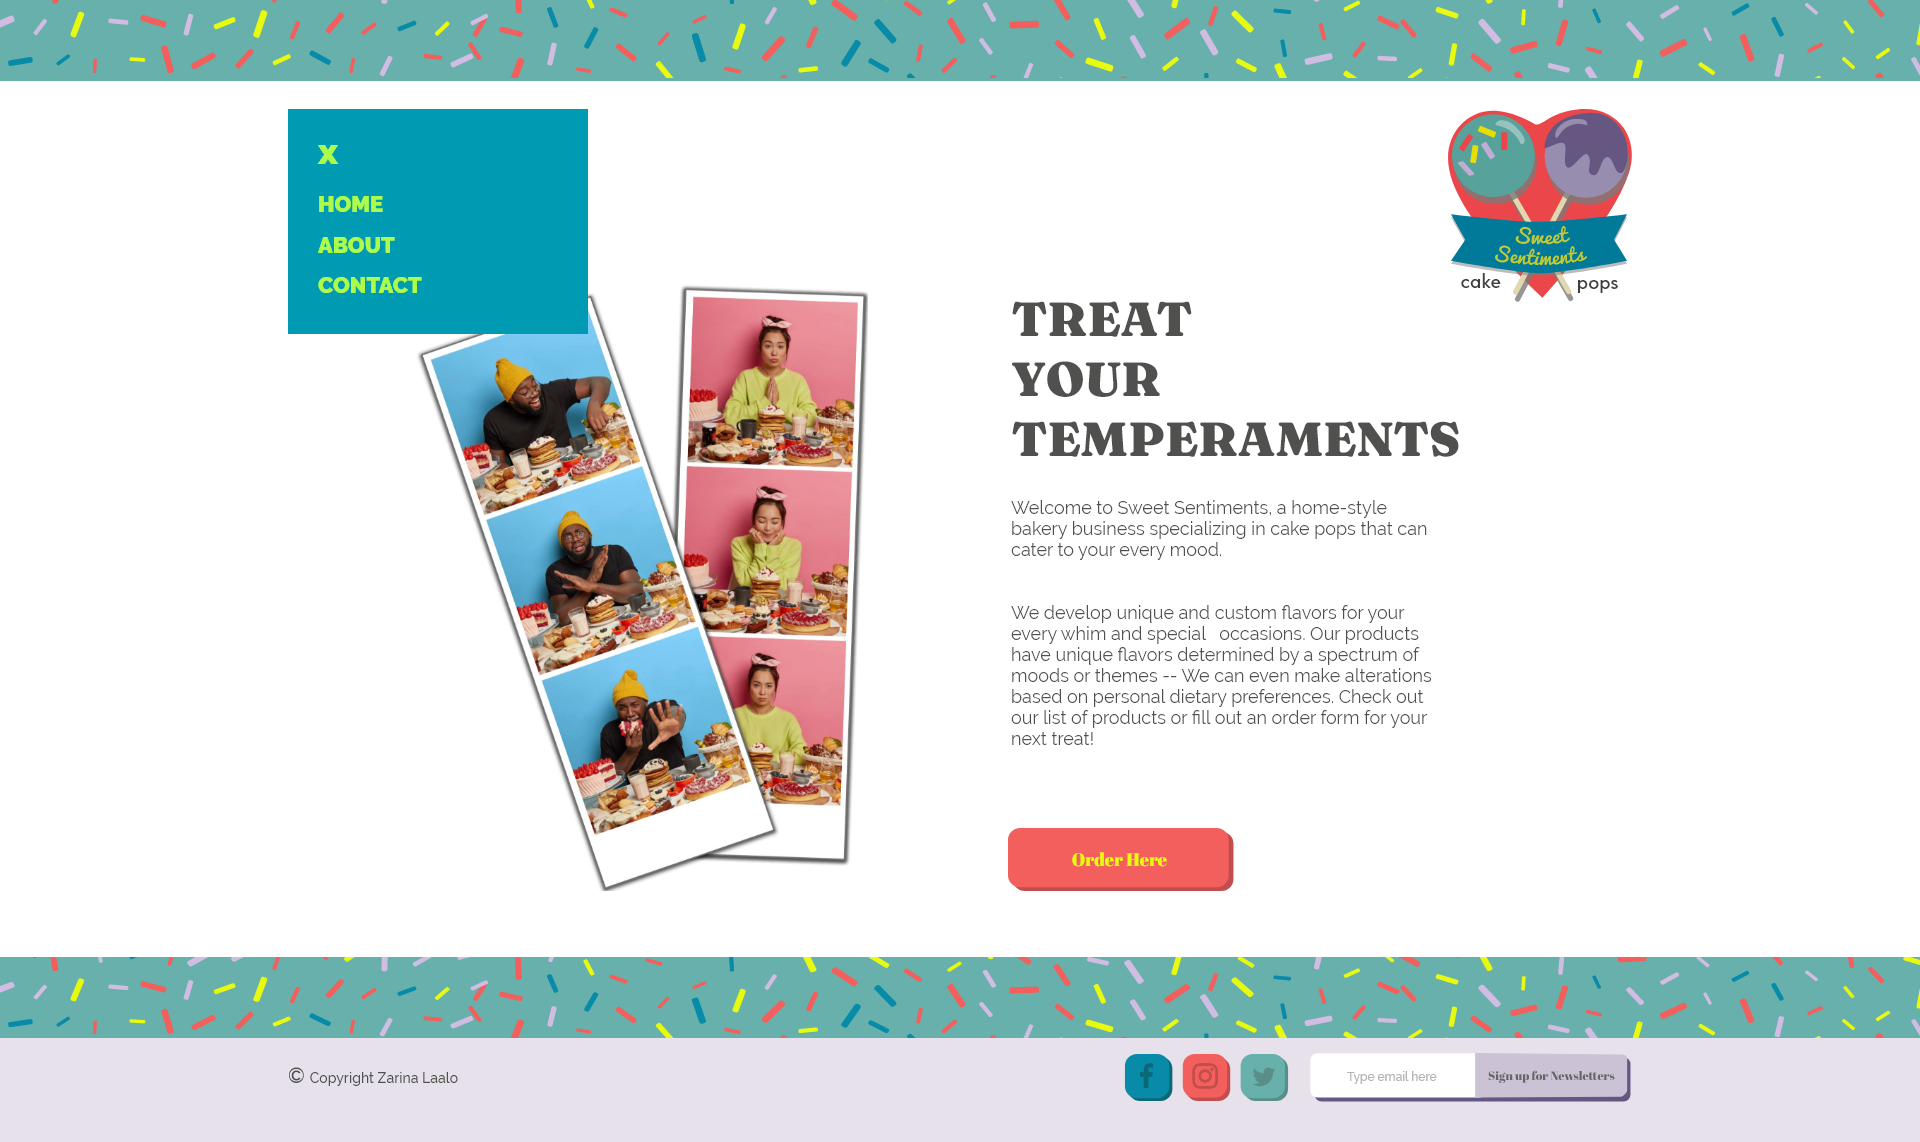 X
HOME
ABOUT
CONTACT
Sweet
Sentiments
cake pops
TREAT
YOUR
TEMPERAMENTS
Welcome to Sweet Sentiments, a home-style
bakery business specializing in cake pops that can
cater to your every mood.
We develop unique and custom flavors for your
every whim and special occasions. Our products
have unique flavors determined by a spectrum of
moods or themes -- We can even make alterations
based on personal dietary preferences. Check out
our list of products or fill out an order form for your
next treat!
Order Here
© Copyright Zarina Laalo
Type email here
Sign up for Newsletters